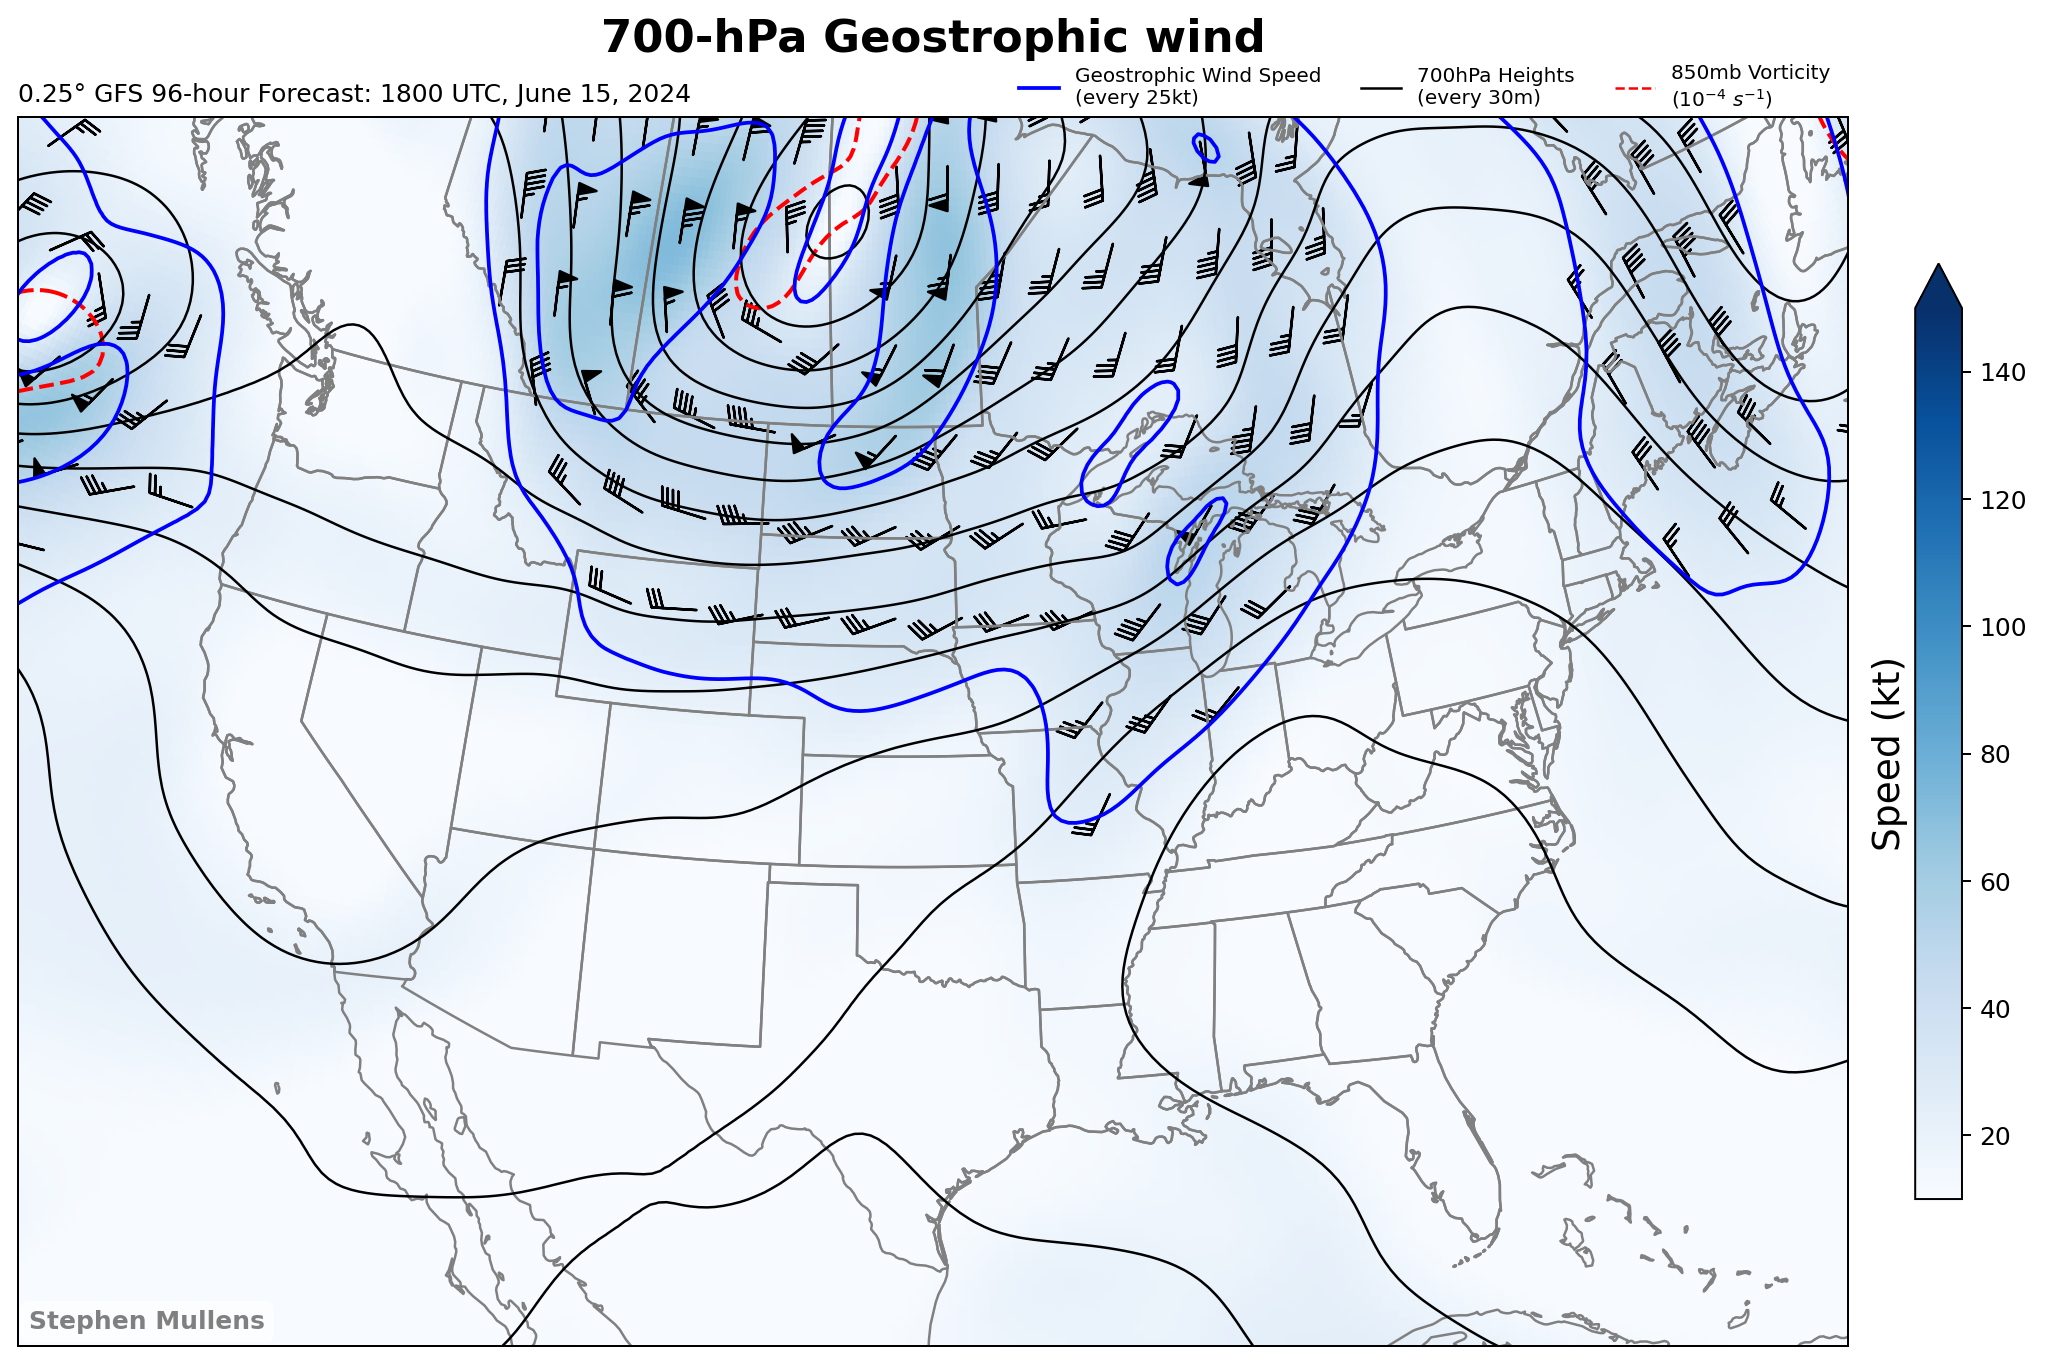 700-hPa Geostrophic wind
0.25° GFS 96-hour Forecast: 1800 UTC, June 15, 2024
Geostrophic Wind Speed
(every 25kt)
700hPa Heights
(every 30m)
850mb Vorticity
(10⁻⁴ s⁻¹)
140
120
100
80
60
40
20
Speed (kt)
Stephen Mullens